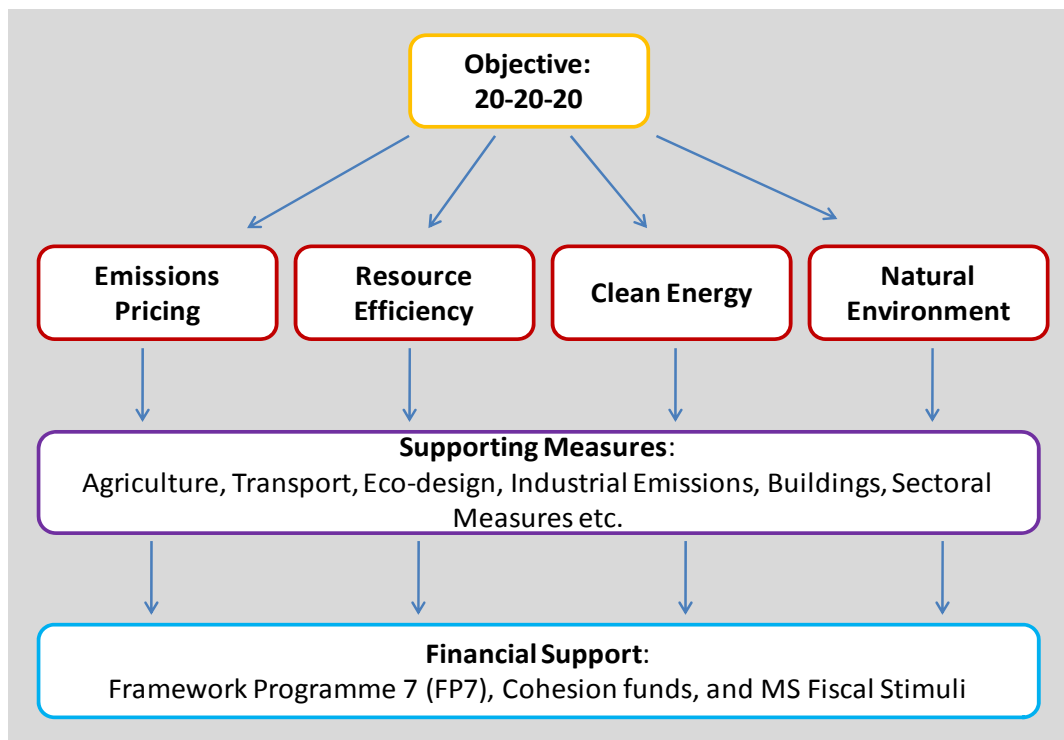 Objective:
20-20-20
Emissions
Pricing
Resource
Efficiency
Clean Energy
Natural
Environment
Supporting Measures:
Agriculture, Transport, Eco-design, Industrial Emissions, Buildings, Sectoral
Measures etc.
Financial Support:
Framework Programme 7 (FP7), Cohesion funds, and MS Fiscal Stimuli